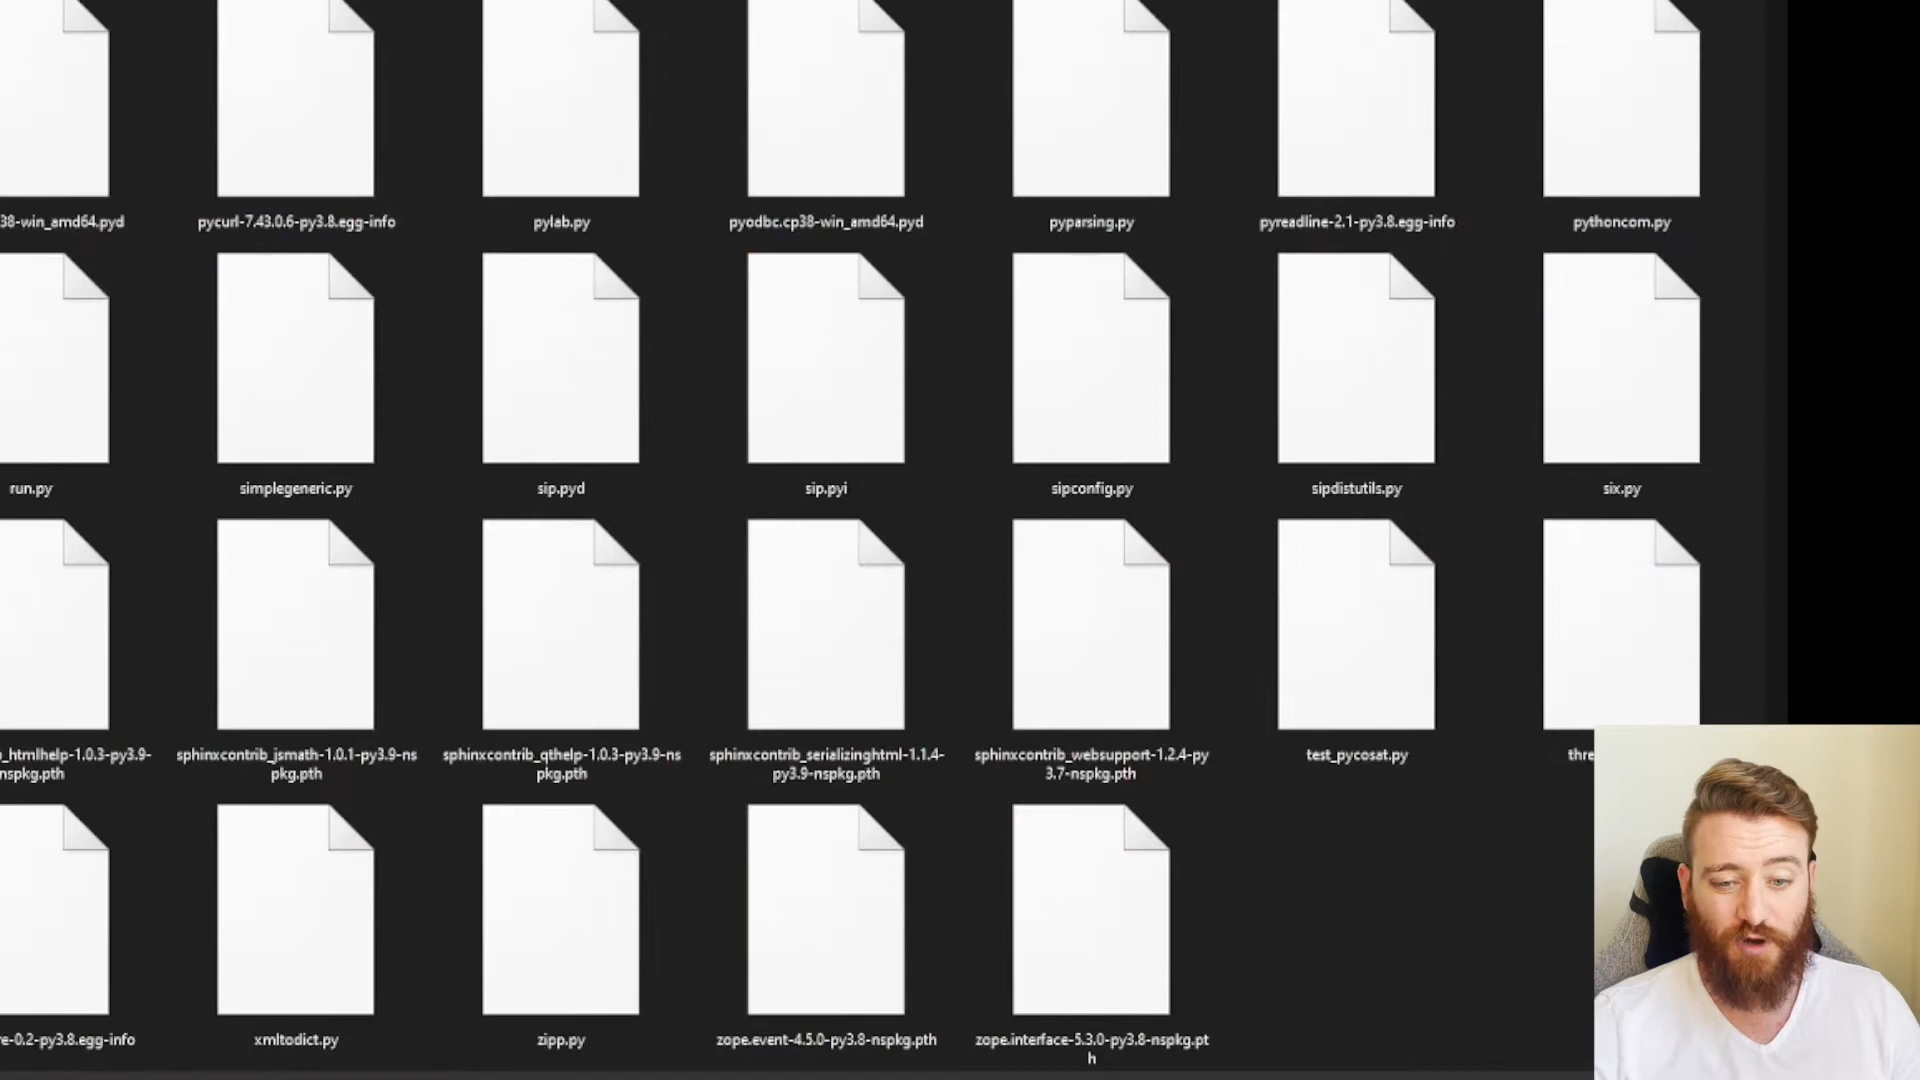 38-win_amd64.pyd
pycurl-7.43.0.6-py3.8.egg-info
pylab.py
pyodbc.cp38-win_amd64.pyd
pyparsing.py
pyreadline-2.1-py3.8.egg-info
pythoncom.py
run.py
simplegeneric.py
sip.pyd
sip.pyi
sipconfig.py
sipdistutils.py
six.py
_htmlhelp-1.0.3-py3.9-
nspkg.pth
sphinxcontrib_jsmath-1.0.1-py3.9-ns
pkg.pth
sphinxcontrib_qthelp-1.0.3-py3.9-ns
pkg.pth
sphinxcontrib_serializinghtml-1.1.4-
py3.9-nspkg.pth
sphinxcontrib_websupport-1.2.4-py
3.7-nspkg.pth
test_pycosat.py
thre
e-0.2-py3.8.egg-info
xmltodict.py
zipp.py
zope.event-4.5.0-py3.8-nspkg.pth
zope.interface-5.3.0-py3.8-nspkg.pt
h